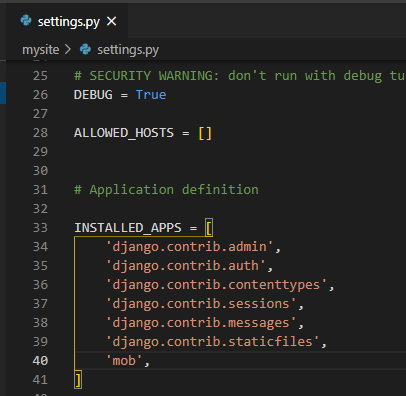 settings.py
mysite > settings.py
25 # SECURITY WARNING: don't run with debug tu
26 DEBUG = True
27
28 ALLOWED_HOSTS = []
29
30
31 # Application definition
32
33 INSTALLED_APPS = [
34 'django.contrib.admin',
35 'django.contrib.auth',
36 'django.contrib.contenttypes',
37 'django.contrib.sessions',
38 'django.contrib.messages',
39 'django.contrib.staticfiles',
40 'mob',
41 ]